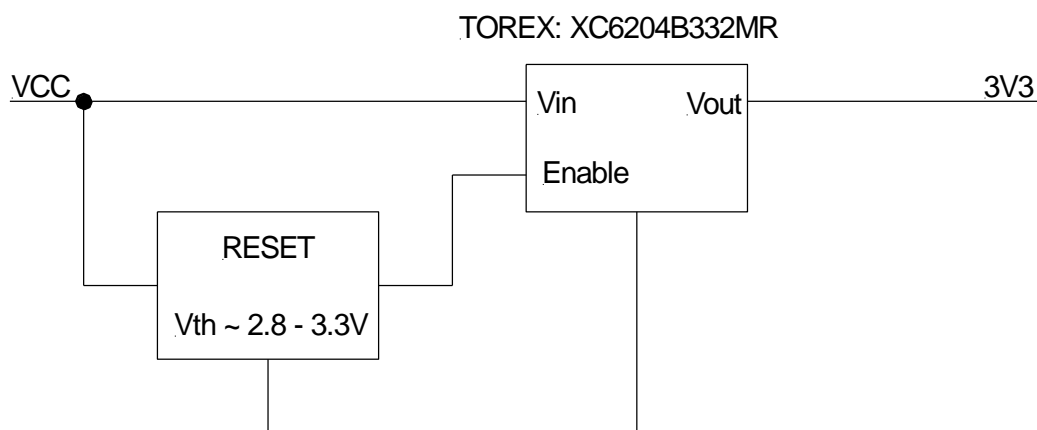 TOREX: XC6204B332MR
VCC
3V3
Vin
Vout
Enable
RESET
Vth ~ 2.8 - 3.3V